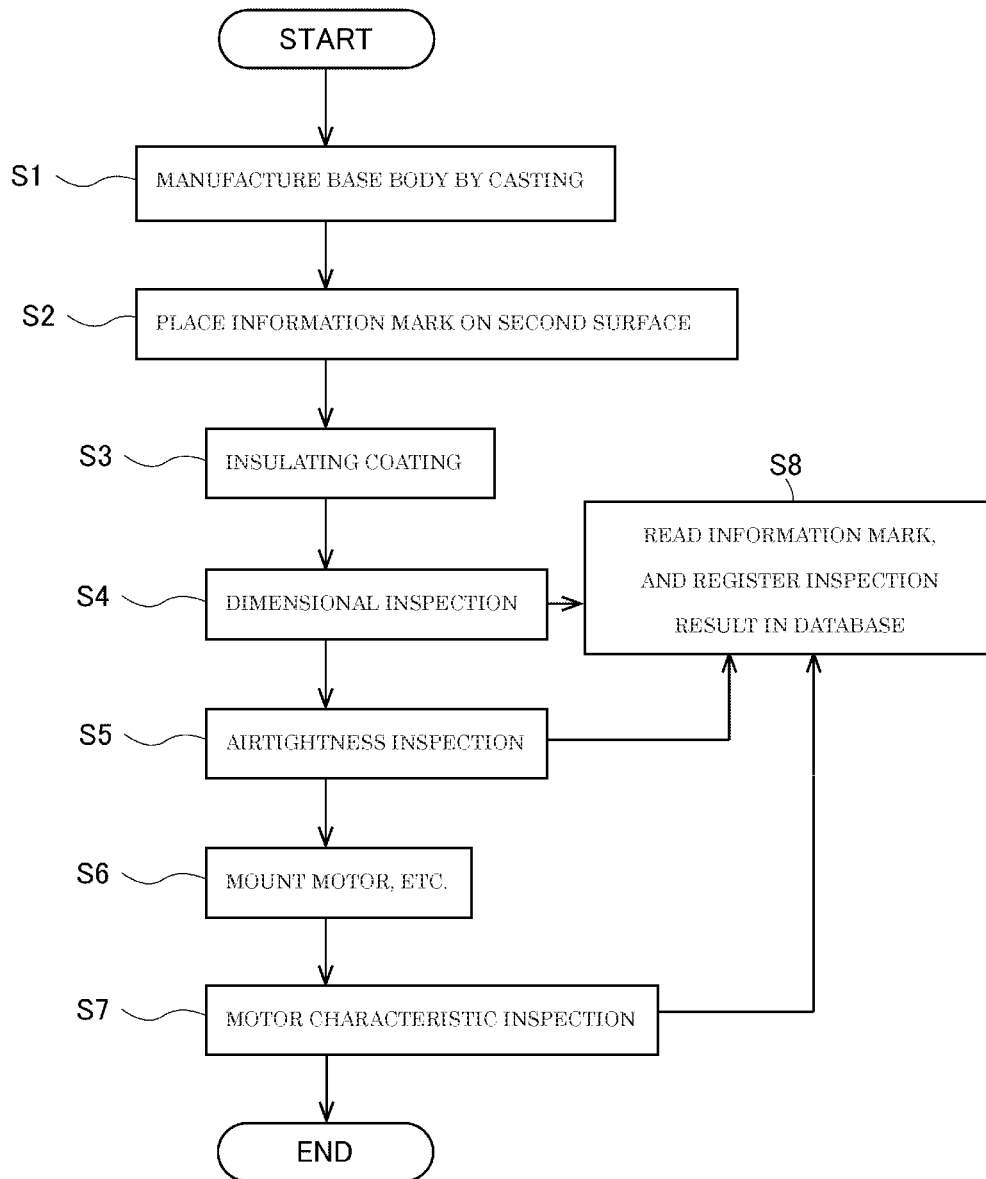 START
S1
MANUFACTURE BASE BODY BY CASTING
S2
PLACE INFORMATION MARK ON SECOND SURFACE
S3
INSULATING COATING
S8
READ INFORMATION MARK,
AND REGISTER INSPECTION
RESULT IN DATABASE
S4
DIMENSIONAL INSPECTION
S5
AIRTIGHTNESS INSPECTION
S6
MOUNT MOTOR, ETC.
S7
MOTOR CHARACTERISTIC INSPECTION
END